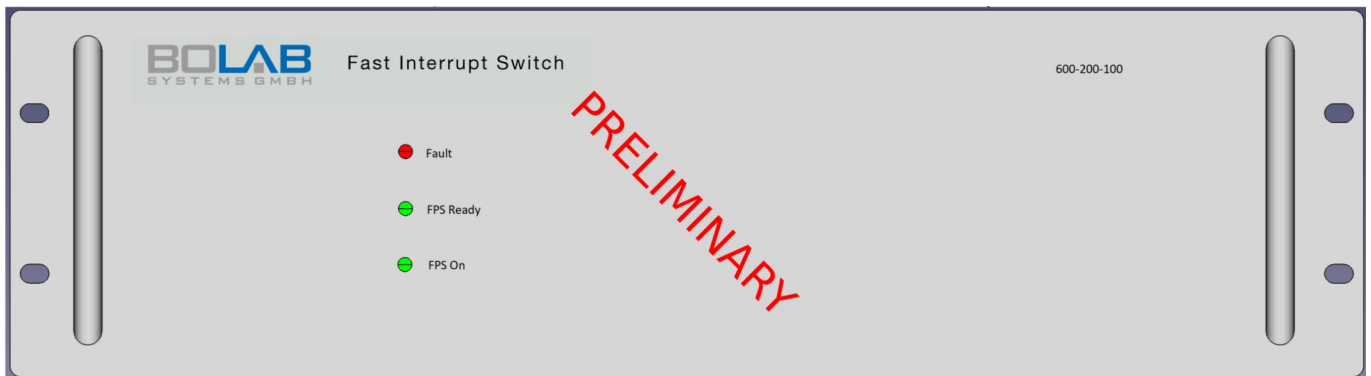 BOLAB
SYSTEMS GMBH
Fast Interrupt Switch
600-200-100
PRELIMINARY
Fault
FPS Ready
FPS On